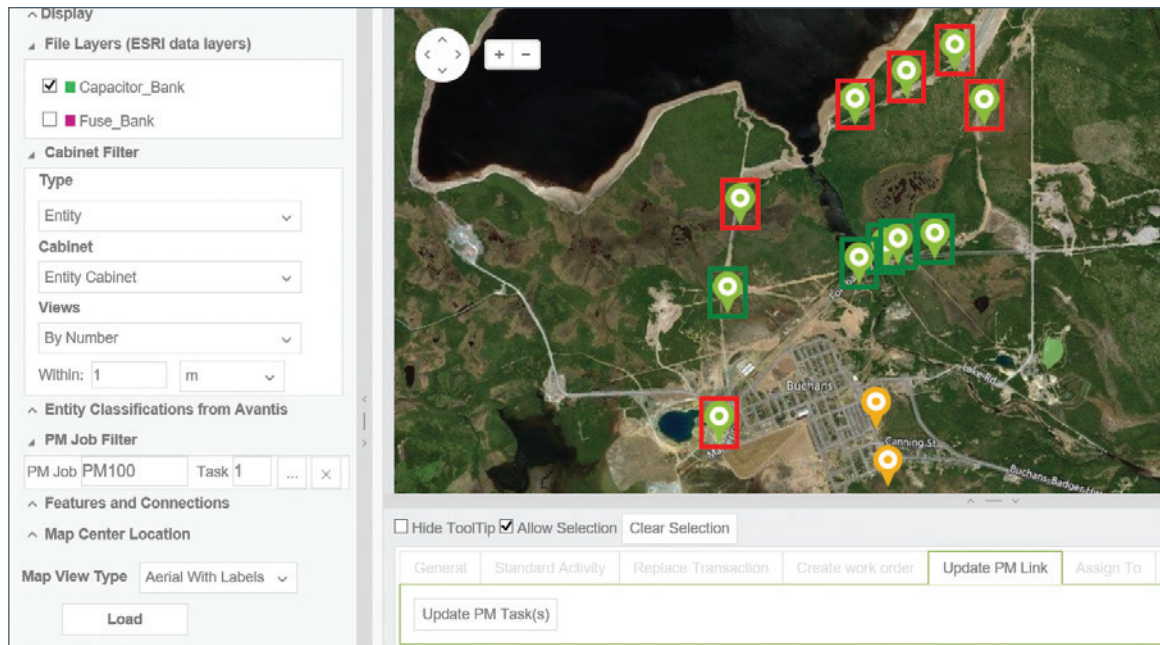 Display
File Layers (ESRI data layers)
Capacitor_Bank
Fuse_Bank
Cabinet Filter
Type
Entity
Cabinet
Entity Cabinet
Views
By Number
Within: 1 m
Entity Classifications from Avantis
PM Job Filter
PM Job PM100 Task 1 ... ×
Features and Connections
Map Center Location
Map View Type Aerial With Labels
Load
+ −
Buchans
Lake Rd
Canning St
Buchans-Badger Hwy
Hide ToolTip Allow Selection Clear Selection
General Standard Activity Replace Transaction Create work order Update PM Link Assign To
Update PM Task(s)